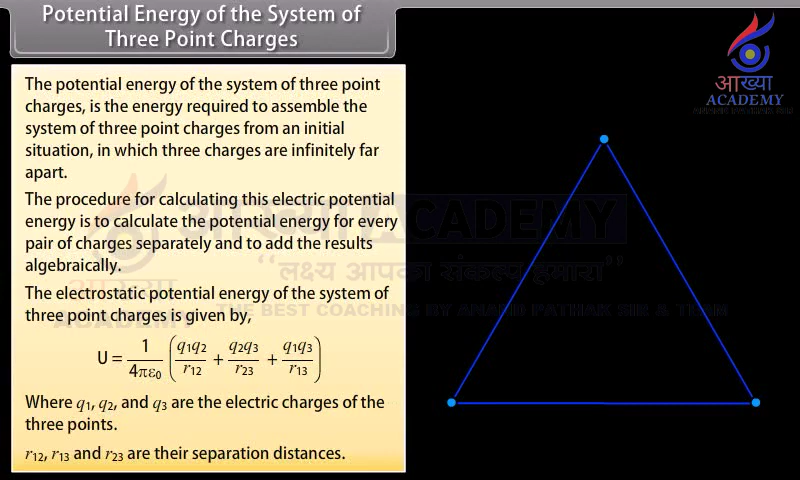 Potential Energy of the System of
Three Point Charges
आख्या
ACADEMY
ANAND PATHAK SIR
The potential energy of the system of three point
charges, is the energy required to assemble the
system of three point charges from an initial
situation, in which three charges are infinitely far
apart.
The procedure for calculating this electric potential
energy is to calculate the potential energy for every
pair of charges separately and to add the results
algebraically.
The electrostatic potential energy of the system of
three point charges is given by,
U = 1/4πε0 (q1q2/r12 + q2q3/r23 + q1q3/r13)
Where q1, q2, and q3 are the electric charges of the
three points.
r12, r13 and r23 are their separation distances.
आख्या ACADEMY
“लक्ष्य आपका संकल्प हमारा”
THE BEST COACHING BY ANAND PATHAK SIR & TEAM
आख्या
ACADEMY